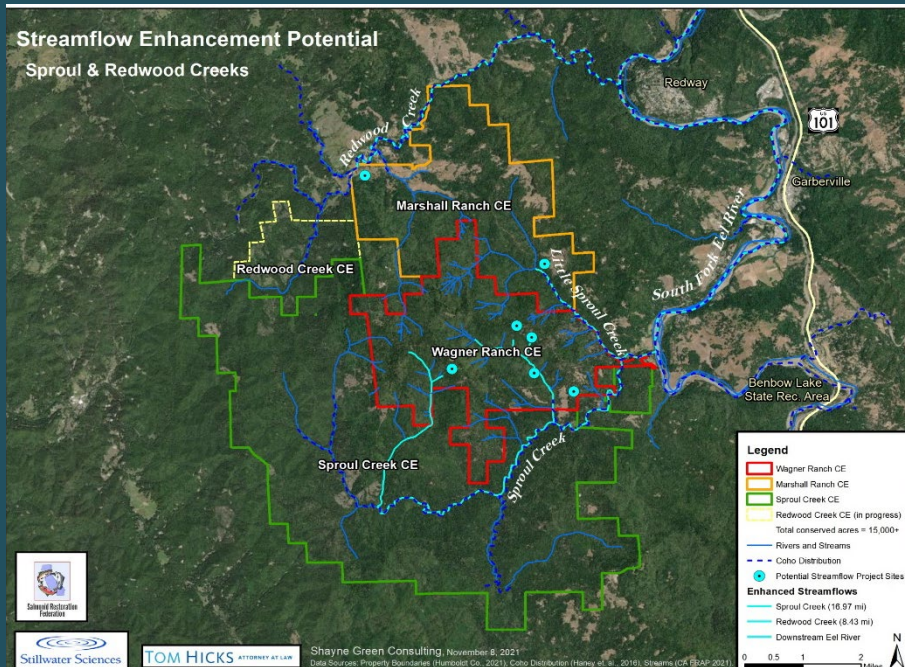 Streamflow Enhancement Potential
Sproul & Redwood Creeks
Redway
US
101
Redwood Creek
Garberville
Marshall Ranch CE
Redwood Creek CE
Little Sproul Creek
South Fork Eel River
Wagner Ranch CE
Benbow Lake
State Rec. Area
Sproul Creek CE
Sproul Creek
Legend
Wagner Ranch CE
Marshall Ranch CE
Sproul Creek CE
Redwood Creek CE (in progress)
Total conserved acres = 15,000+
Rivers and Streams
Coho Distribution
Potential Streamflow Project Sites
Enhanced Streamflows
Sproul Creek (16.97 mi)
Redwood Creek (8.43 mi)
Downstream Eel River
N
0 0.5 1 2
Miles
Salmonid Restoration
Federation
Stillwater Sciences
TOM HICKS ATTORNEY AT LAW
Shayne Green Consulting, November 8, 2021
Data Sources: Property Boundaries (Humboldt Co., 2021), Coho Distribution (Haney et. al., 2016), Streams (CA FRAP 2021)